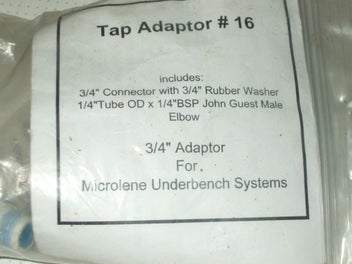 Tap Adaptor # 16
includes:
3/4" Connector with 3/4" Rubber Washer
1/4"Tube OD x 1/4"BSP John Guest Male
Elbow
3/4" Adaptor
For
Microlene Underbench Systems